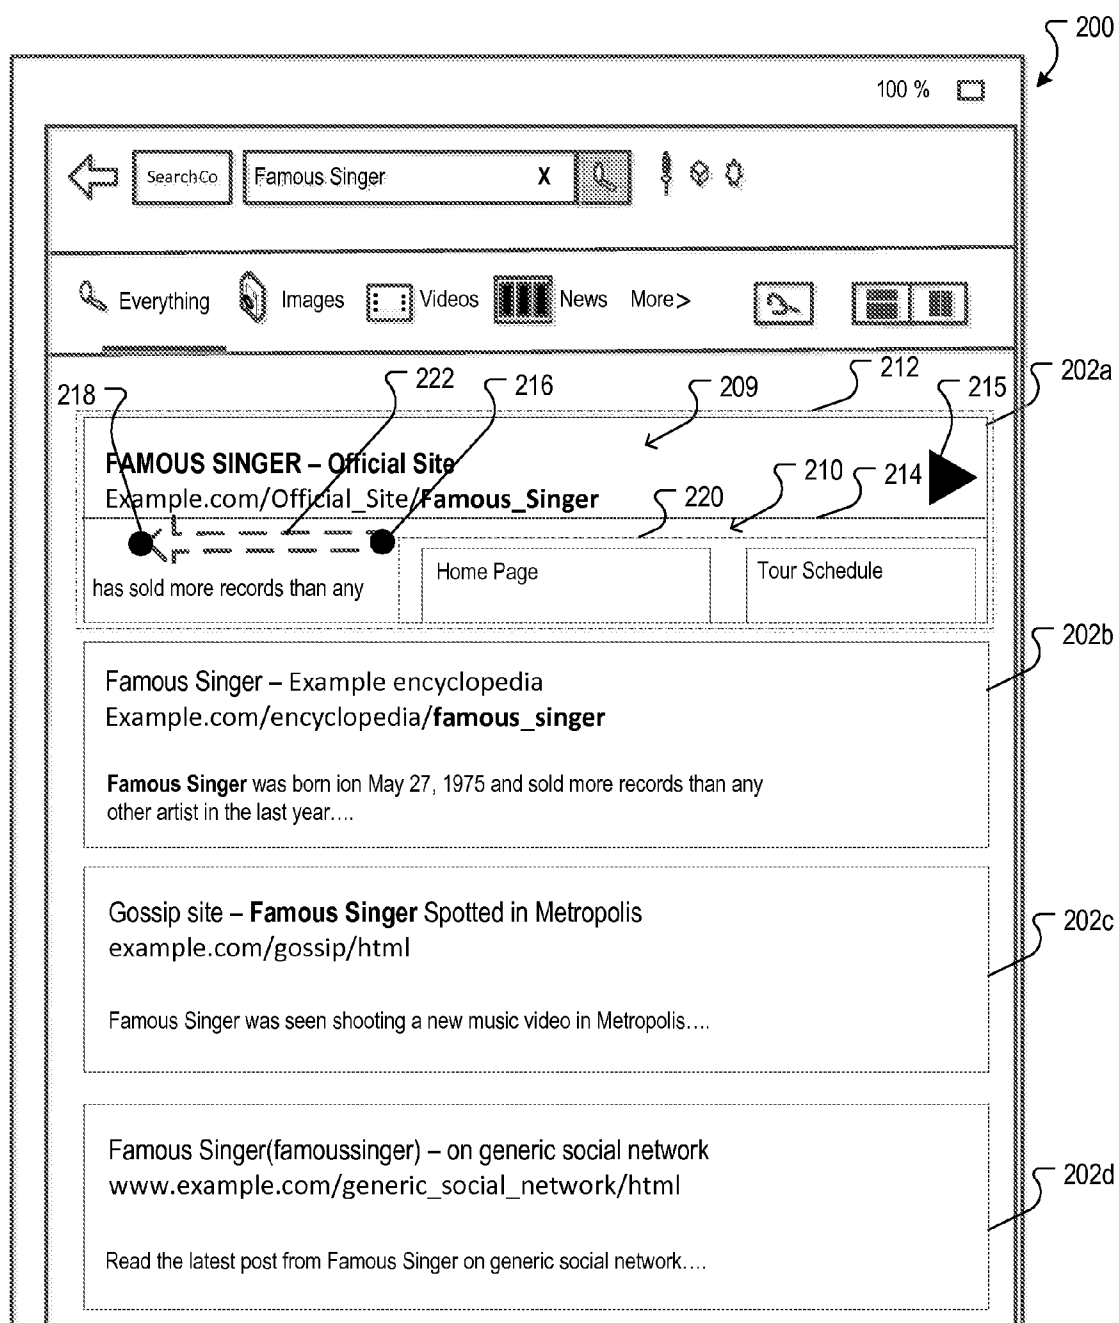 200
100 %
SearchCo Famous Singer X
Everything Images Videos News More>
218 222 216 209 212 215 202a
FAMOUS SINGER – Official Site
Example.com/Official_Site/Famous_Singer
220 210 214
has sold more records than any
Home Page
Tour Schedule
202b
Famous Singer – Example encyclopedia
Example.com/encyclopedia/famous_singer
Famous Singer was born ion May 27, 1975 and sold more records than any
other artist in the last year....
Gossip site – Famous Singer Spotted in Metropolis
202c
example.com/gossip/html
Famous Singer was seen shooting a new music video in Metropolis....
Famous Singer(famoussinger) – on generic social network
202d
www.example.com/generic_social_network/html
Read the latest post from Famous Singer on generic social network....